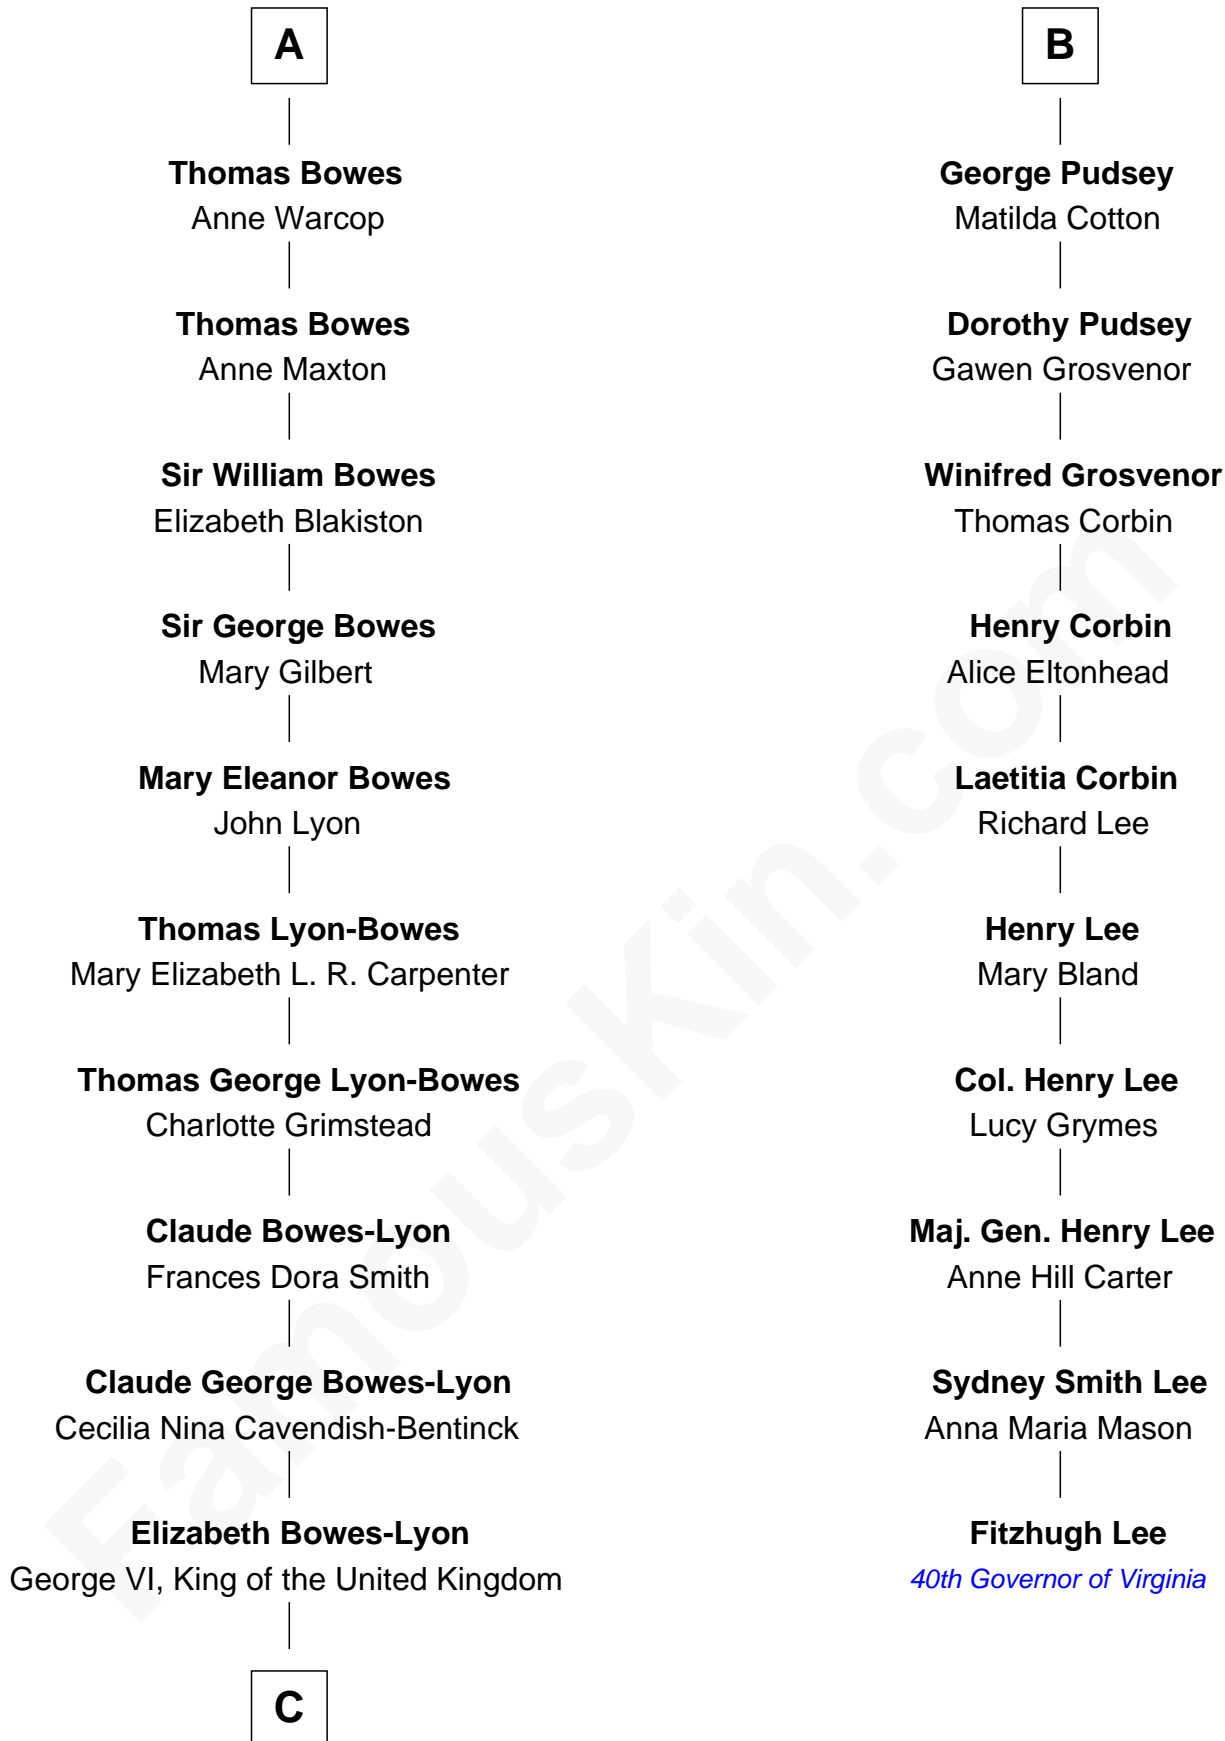 A
Thomas Bowes
Anne Warcop
Thomas Bowes
Anne Maxton
Sir William Bowes
Elizabeth Blakiston
Sir George Bowes
Mary Gilbert
Mary Eleanor Bowes
John Lyon
Thomas Lyon-Bowes
Mary Elizabeth L. R. Carpenter
Thomas George Lyon-Bowes
Charlotte Grimstead
Claude Bowes-Lyon
Frances Dora Smith
Claude George Bowes-Lyon
Cecilia Nina Cavendish-Bentinck
Elizabeth Bowes-Lyon
George VI, King of the United Kingdom
C
B
George Pudsey
Matilda Cotton
Dorothy Pudsey
Gawen Grosvenor
Winifred Grosvenor
Thomas Corbin
Henry Corbin
Alice Eltonhead
Laetitia Corbin
Richard Lee
Henry Lee
Mary Bland
Col. Henry Lee
Lucy Grymes
Maj. Gen. Henry Lee
Anne Hill Carter
Sydney Smith Lee
Anna Maria Mason
Fitzhugh Lee
40th Governor of Virginia
FamousKin.com